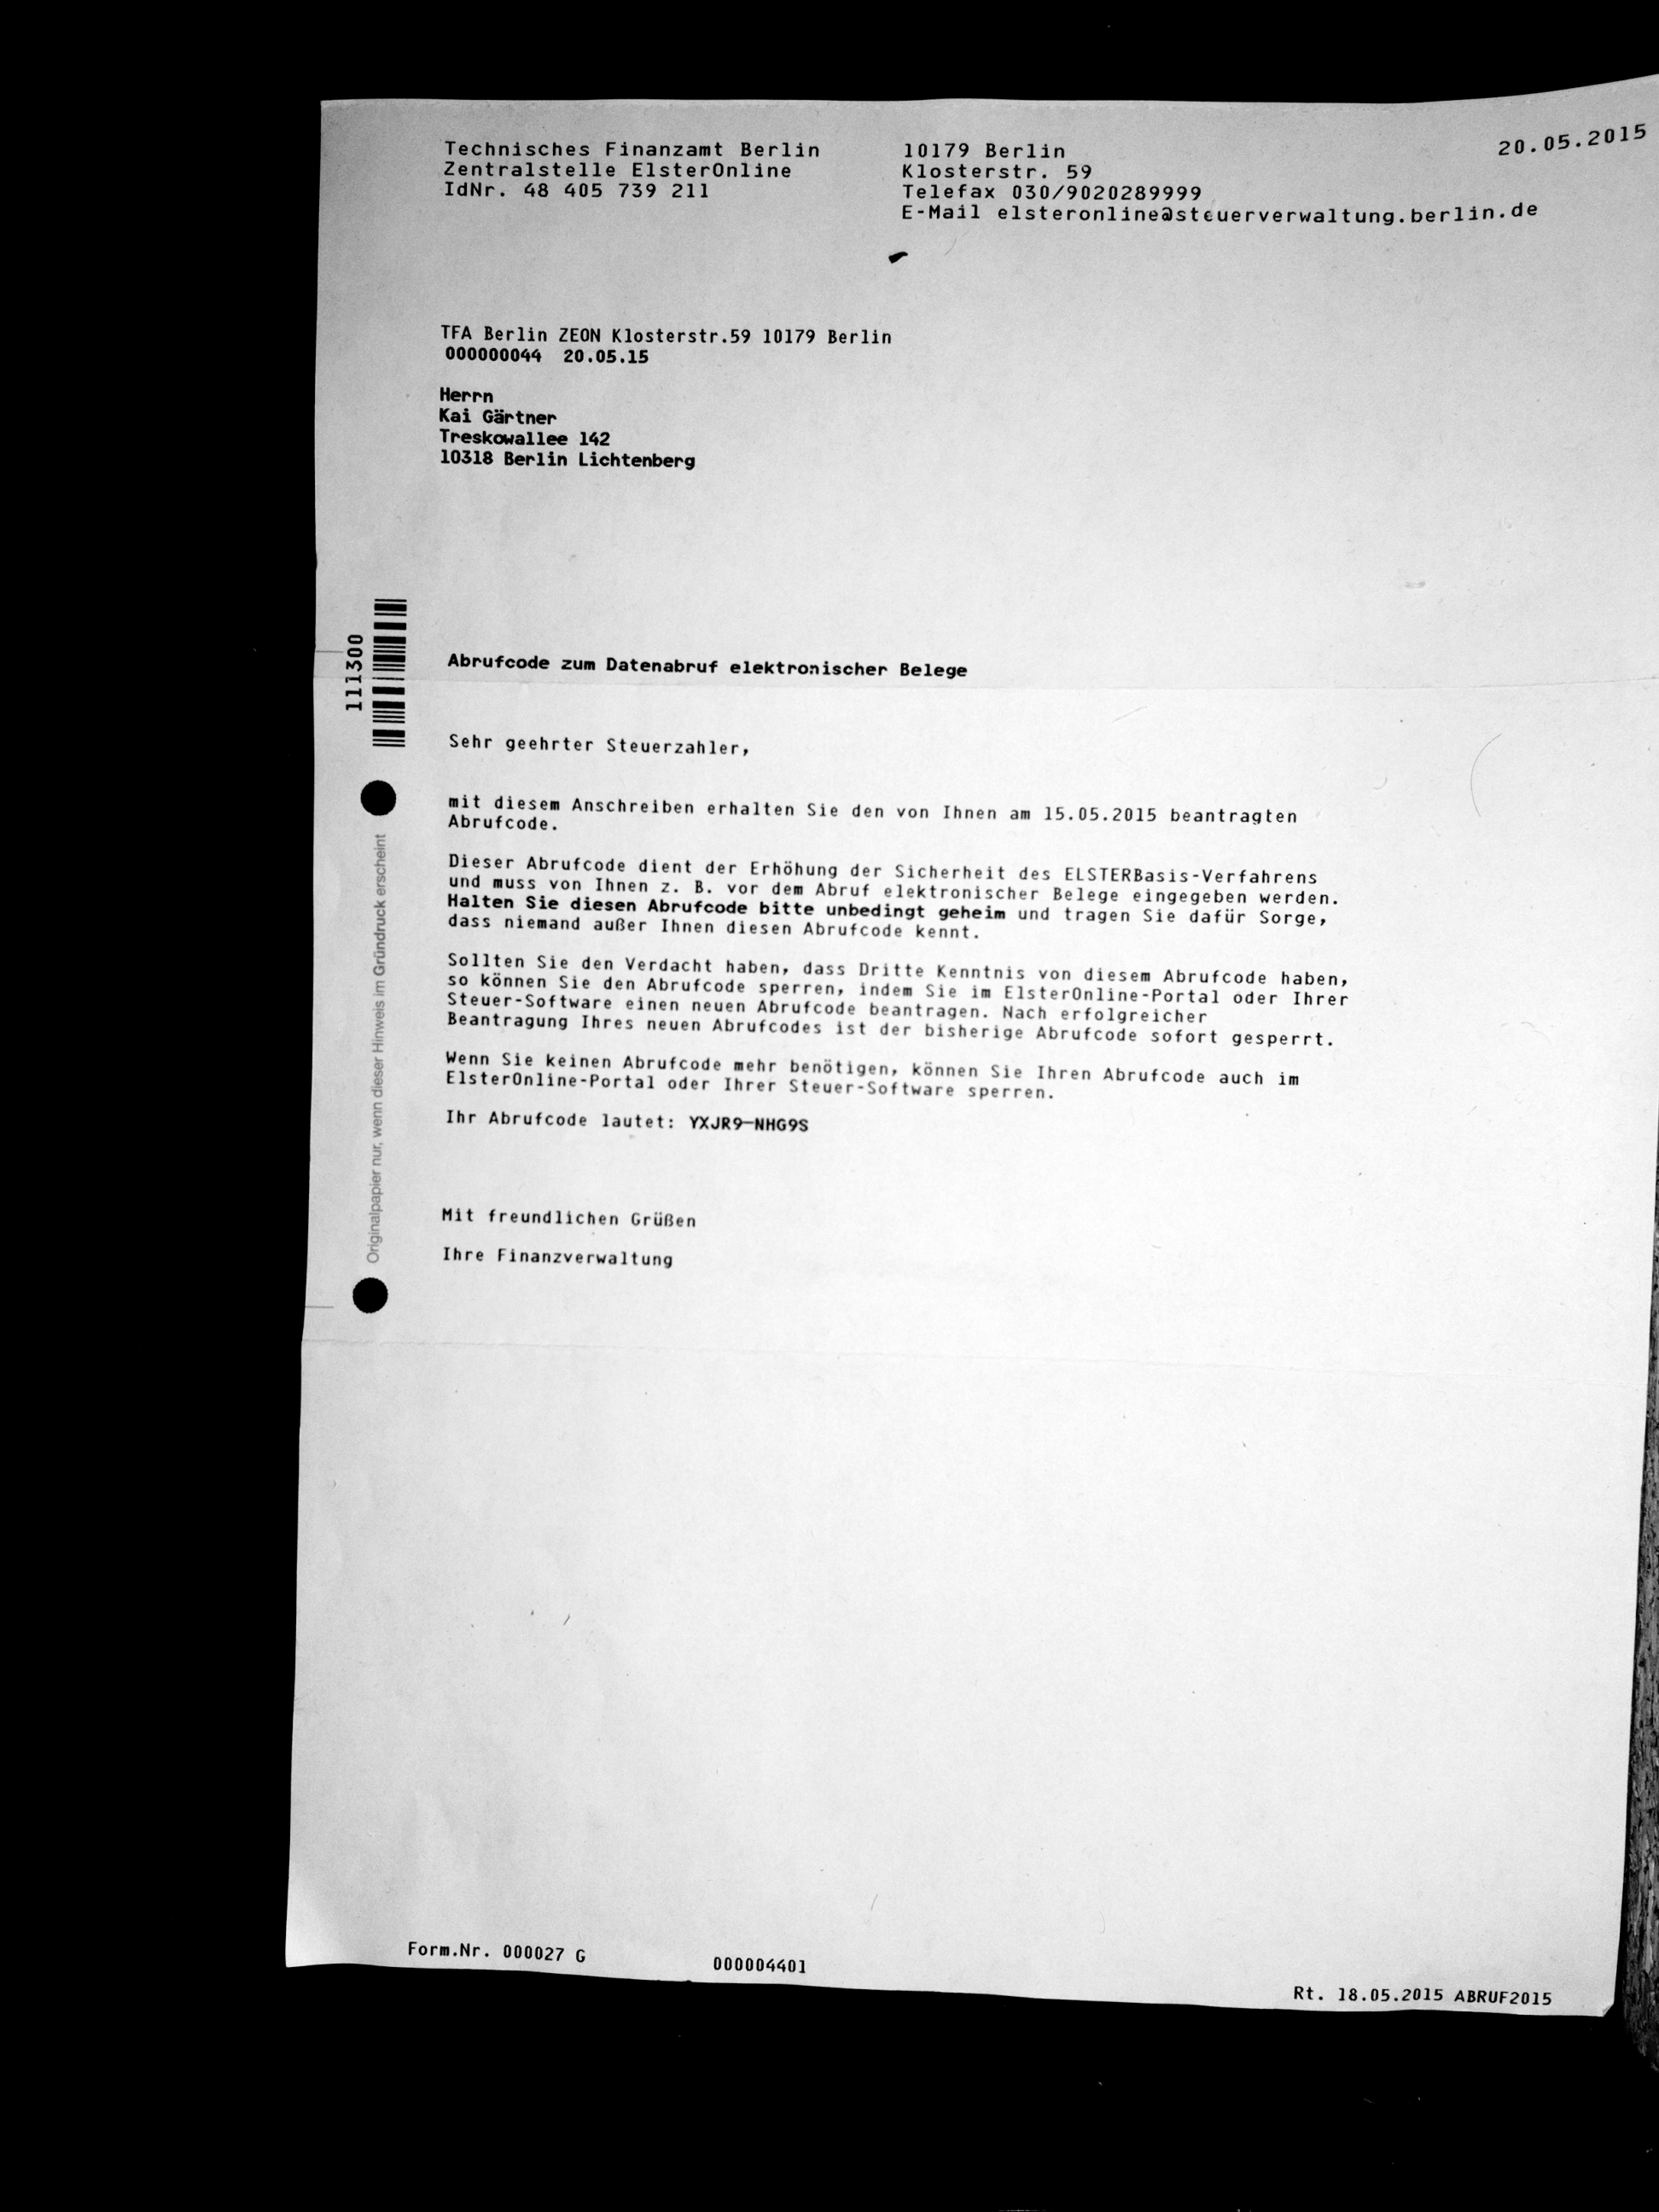 Technisches Finanzamt Berlin
Zentralstelle ElsterOnline
IdNr. 48 405 739 211
10179 Berlin
Klosterstr. 59
Telefax 030/9020289999
E-Mail elsteronline@steuerverwaltung.berlin.de
20.05.2015
TFA Berlin ZEON Klosterstr.59 10179 Berlin
000000044 20.05.15
Herrn
Kai Gärtner
Treskowallee 142
10318 Berlin Lichtenberg
111300
Abrufcode zum Datenabruf elektronischer Belege
Sehr geehrter Steuerzahler,
mit diesem Anschreiben erhalten Sie den von Ihnen am 15.05.2015 beantragten
Abrufcode.
Dieser Abrufcode dient der Erhöhung der Sicherheit des ELSTERBasis-Verfahrens
und muss von Ihnen z. B. vor dem Abruf elektronischer Belege eingegeben werden.
Halten Sie diesen Abrufcode bitte unbedingt geheim und tragen Sie dafür Sorge,
dass niemand außer Ihnen diesen Abrufcode kennt.
Sollten Sie den Verdacht haben, dass Dritte Kenntnis von diesem Abrufcode haben,
so können Sie den Abrufcode sperren, indem Sie im ElsterOnline-Portal oder Ihrer
Steuer-Software einen neuen Abrufcode beantragen. Nach erfolgreicher
Beantragung Ihres neuen Abrufcodes ist der bisherige Abrufcode sofort gesperrt.
Wenn Sie keinen Abrufcode mehr benötigen, können Sie Ihren Abrufcode auch im
ElsterOnline-Portal oder Ihrer Steuer-Software sperren.
Ihr Abrufcode lautet: YXJR9-NHG9S
Mit freundlichen Grüßen
Ihre Finanzverwaltung
Originalpapier nur, wenn dieser Hinweis im Gründruck erscheint
Form.Nr. 000027 G
000004401
Rt. 18.05.2015 ABRUF2015